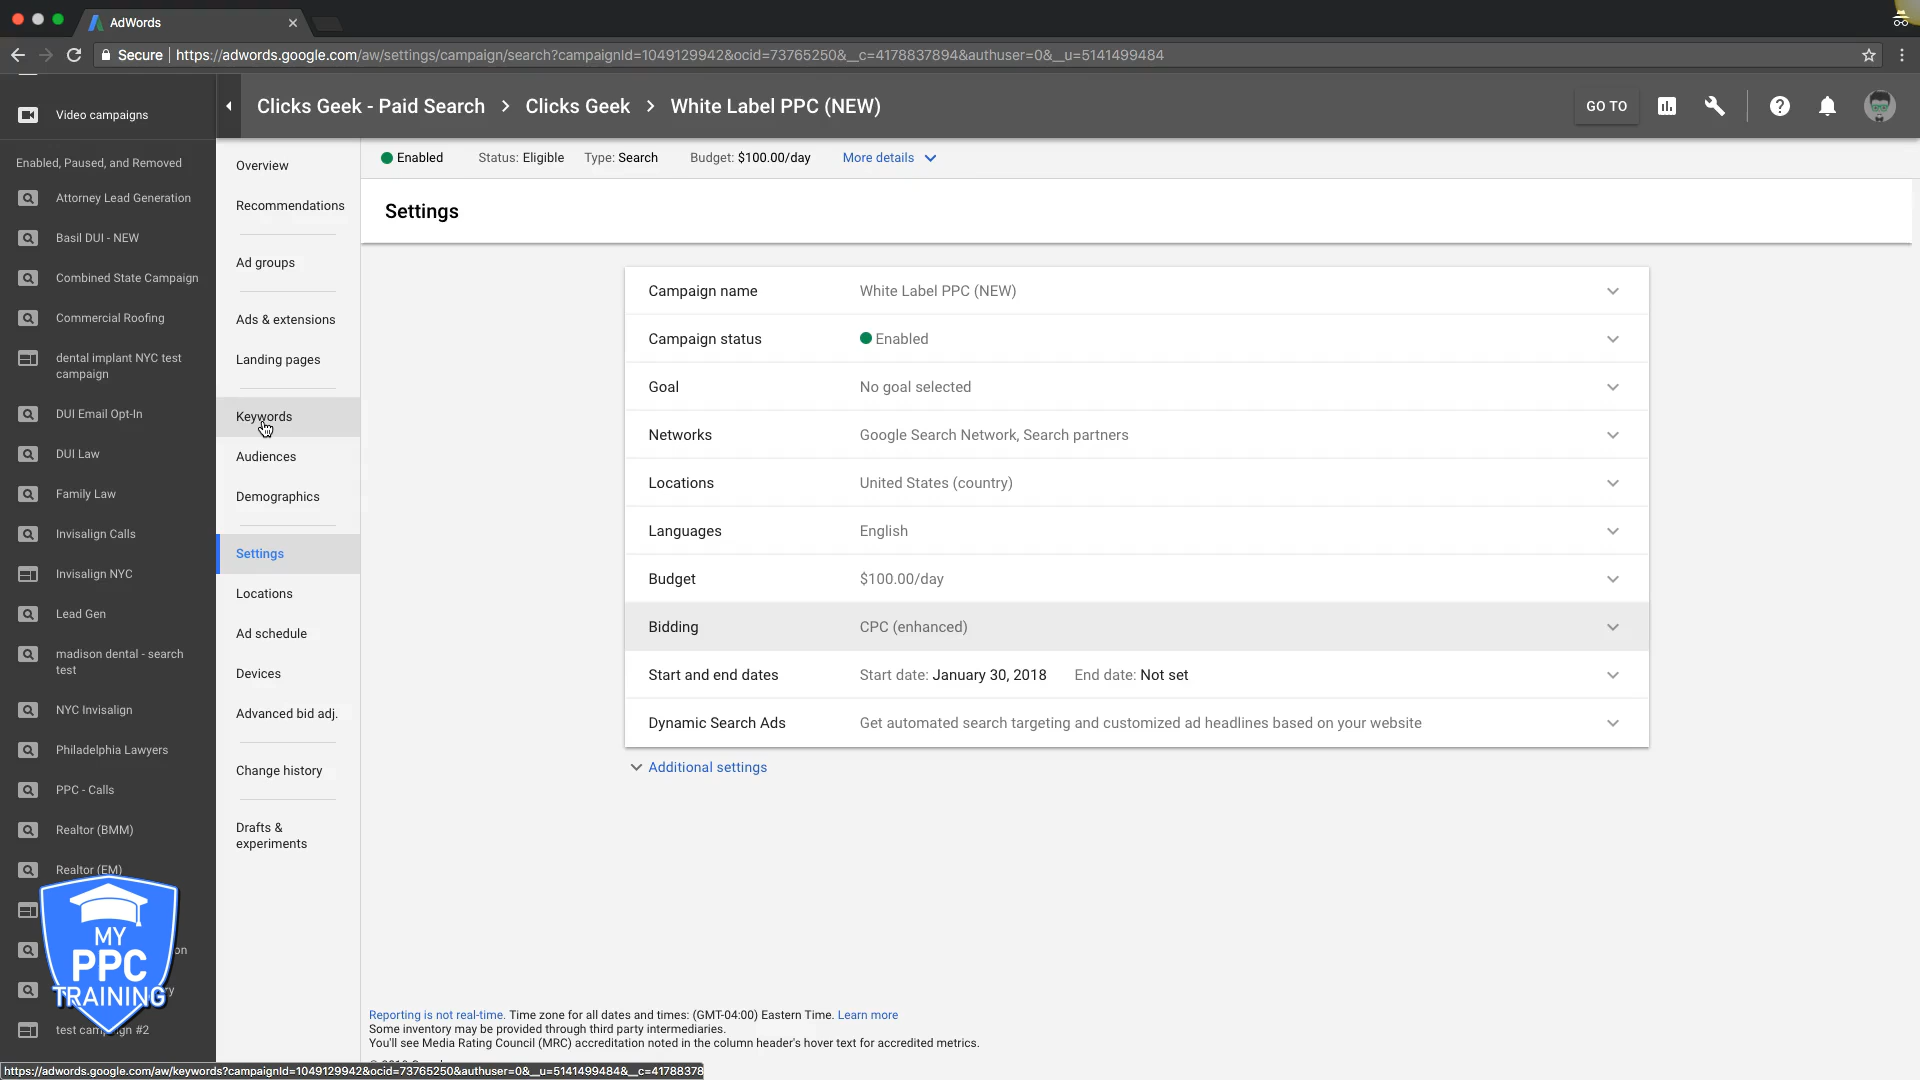 AdWords
Secure
https://adwords.google.com/aw/settings/campaign/search?campaignId=1049129942&ocid=73765250&__c=4178837894&authuser=0&__u=5141499484
Video campaigns
Clicks Geek - Paid Search > Clicks Geek > White Label PPC (NEW)
GO TO
Enabled, Paused, and Removed
Attorney Lead Generation
Basil DUI - NEW
Combined State Campaign
Commercial Roofing
dental implant NYC test
campaign
DUI Email Opt-In
DUI Law
Family Law
Invisalign Calls
Invisalign NYC
Lead Gen
madison dental - search
test
NYC Invisalign
Philadelphia Lawyers
PPC - Calls
Realtor (BMM)
Realtor (EM)
MY
PPC
TRAINING
test #2
Overview
Recommendations
Ad groups
Ads & extensions
Landing pages
Keywords
Audiences
Demographics
Settings
Locations
Ad schedule
Devices
Advanced bid adj.
Change history
Drafts &
experiments
Enabled Status: Eligible Type: Search Budget: $100.00/day More details
Settings
Campaign name White Label PPC (NEW)
Campaign status Enabled
Goal No goal selected
Networks Google Search Network, Search partners
Locations United States (country)
Languages English
Budget $100.00/day
Bidding CPC (enhanced)
Start and end dates Start date: January 30, 2018 End date: Not set
Dynamic Search Ads Get automated search targeting and customized ad headlines based on your website
Additional settings
Reporting is not real-time. Time zone for all dates and times: (GMT-04:00) Eastern Time. Learn more
Some inventory may be provided through third party intermediaries.
You'll see Media Rating Council (MRC) accreditation noted in the column header's hover text for accredited metrics.
https://adwords.google.com/aw/keywords?campaignId=1049129942&ocid=73765250&authuser=0&__u=5141499484&__c=41788378